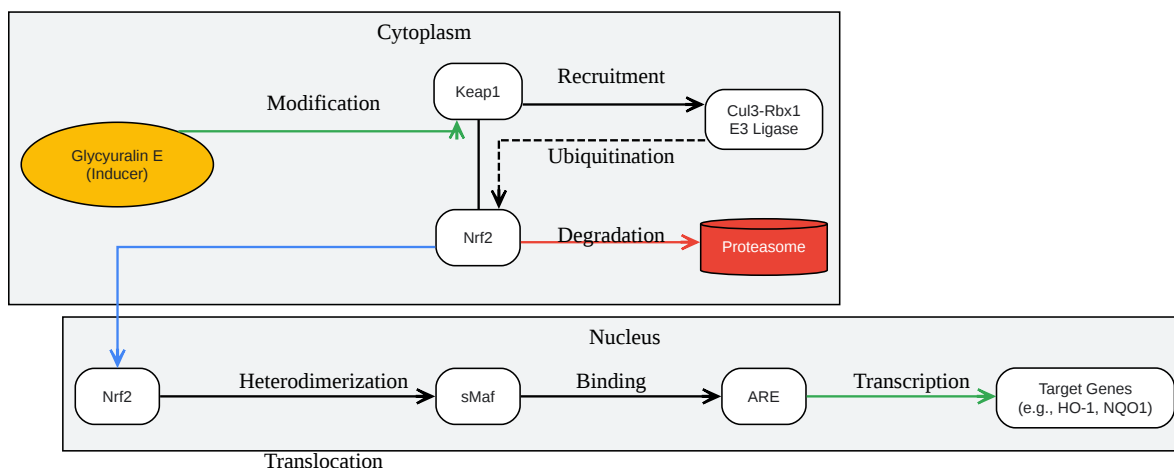 Cytoplasm
Recruitment
Keap1
Modification
Cul3-Rbx1
E3 Ligase
Glycyuralin E
(Inducer)
Ubiquitination
Nrf2
Degradation
Proteasome
Nucleus
Nrf2
Heterodimerization
sMaf
Binding
ARE
Transcription
Target Genes
(e.g., HO-1, NQO1)
Translocation